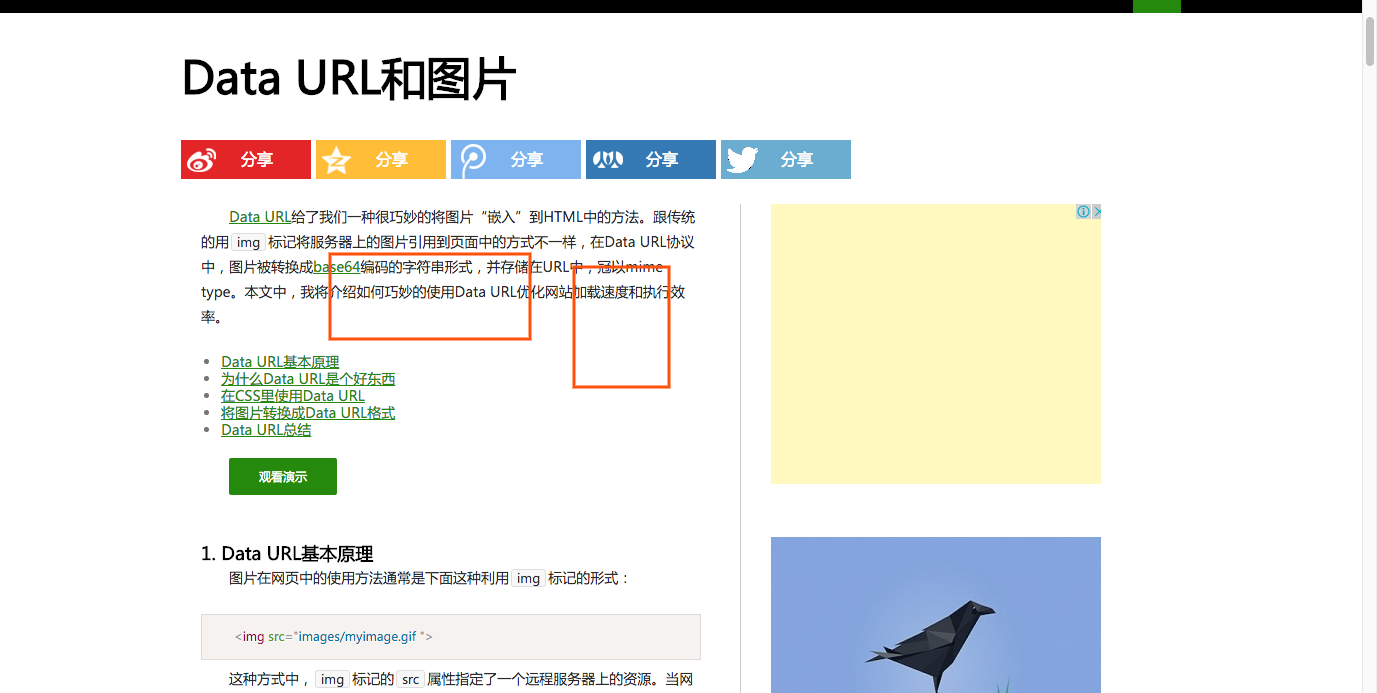 Data URL和图片
分享 分享 分享 分享 分享
Data URL给了我们一种很巧妙的将图片“嵌入”到HTML中的方法。跟传统
的用 img 标记将服务器上的图片引用到页面中的方式不一样，在Data URL协议
中，图片被转换成base64编码的字符串形式，并存储在URL中，冠以mime
type。本文中，我将介绍如何巧妙的使用Data URL优化网站加载速度和执行效
率。
Data URL基本原理
为什么Data URL是个好东西
在CSS里使用Data URL
将图片转换成Data URL格式
Data URL总结
观看演示
1. Data URL基本原理
图片在网页中的使用方法通常是下面这种利用 img 标记的形式：
<img src="images/myimage.gif ">
这种方式中， img 标记的 src 属性指定了一个远程服务器上的资源。当网